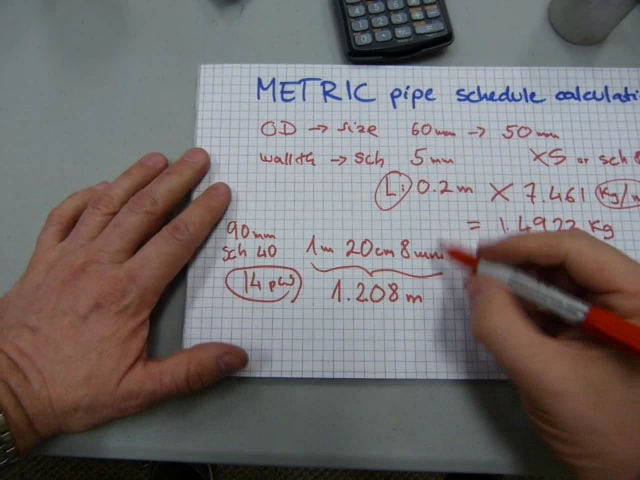 METRIC pipe schedule calculati
OD → size 60mm → 50mm
wallth → sch 5mm XS or sch 8
L: 0.2m × 7.461 kg/m
= 1.4922 kg
90mm
sch 40 1m 20cm 8mm
14 pcs 1.208m